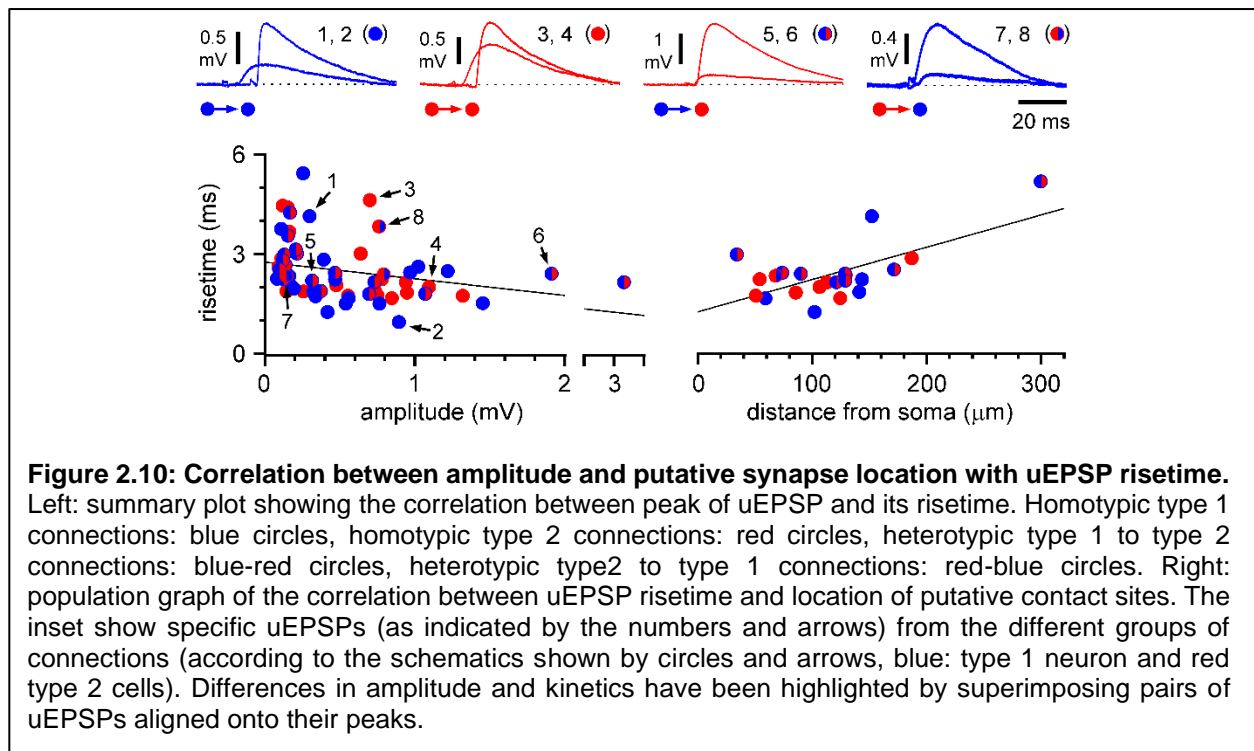 0.5 mV 1, 2 ( )
0.5 mV 3, 4 ( )
1 mV 5, 6 ( )
0.4 mV 7, 8 ( )
20 ms
6
3
0
risetime (ms)
1
3
8
5
4
6
7
2
0 1 2 3
amplitude (mV)
0 100 200 300
distance from soma (μm)
Figure 2.10: Correlation between amplitude and putative synapse location with uEPSP risetime.
Left: summary plot showing the correlation between peak of uEPSP and its risetime. Homotypic type 1
connections: blue circles, homotypic type 2 connections: red circles, heterotypic type 1 to type 2
connections: blue-red circles, heterotypic type2 to type 1 connections: red-blue circles. Right:
population graph of the correlation between uEPSP risetime and location of putative contact sites. The
inset show specific uEPSPs (as indicated by the numbers and arrows) from the different groups of
connections (according to the schematics shown by circles and arrows, blue: type 1 neuron and red
type 2 cells). Differences in amplitude and kinetics have been highlighted by superimposing pairs of
uEPSPs aligned onto their peaks.